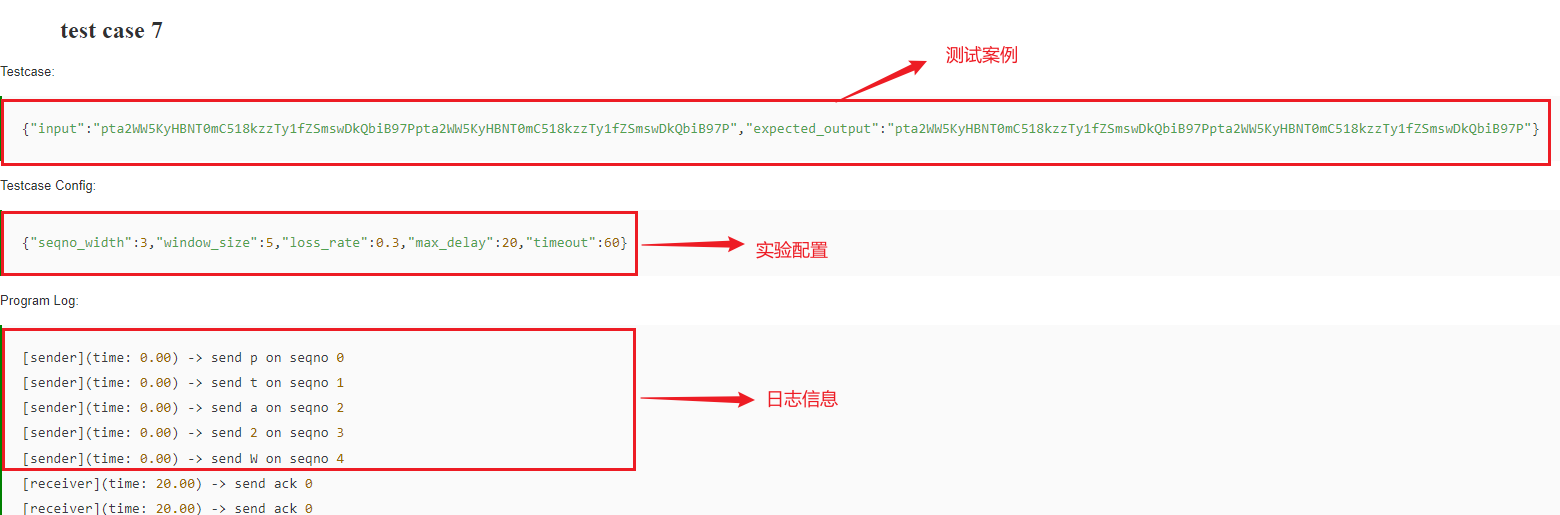 test case 7
测试案例
Testcase:
{"input":"pta2WW5KyHBNT0mC518kzzTy1fZSmswDkQbiB97Ppta2WW5KyHBNT0mC518kzzTy1fZSmswDkQbiB97P","expected_output":"pta2WW5KyHBNT0mC518kzzTy1fZSmswDkQbiB97Ppta2WW5KyHBNT0mC518kzzTy1fZSmswDkQbiB97P"}
Testcase Config:
{"seqno_width":3,"window_size":5,"loss_rate":0.3,"max_delay":20,"timeout":60}
实验配置
Program Log:
[sender](time: 0.00) -> send p on seqno 0
[sender](time: 0.00) -> send t on seqno 1
[sender](time: 0.00) -> send a on seqno 2
日志信息
[sender](time: 0.00) -> send 2 on seqno 3
[sender](time: 0.00) -> send W on seqno 4
[receiver](time: 20.00) -> send ack 0
[receiver](time: 20.00) -> send ack 0